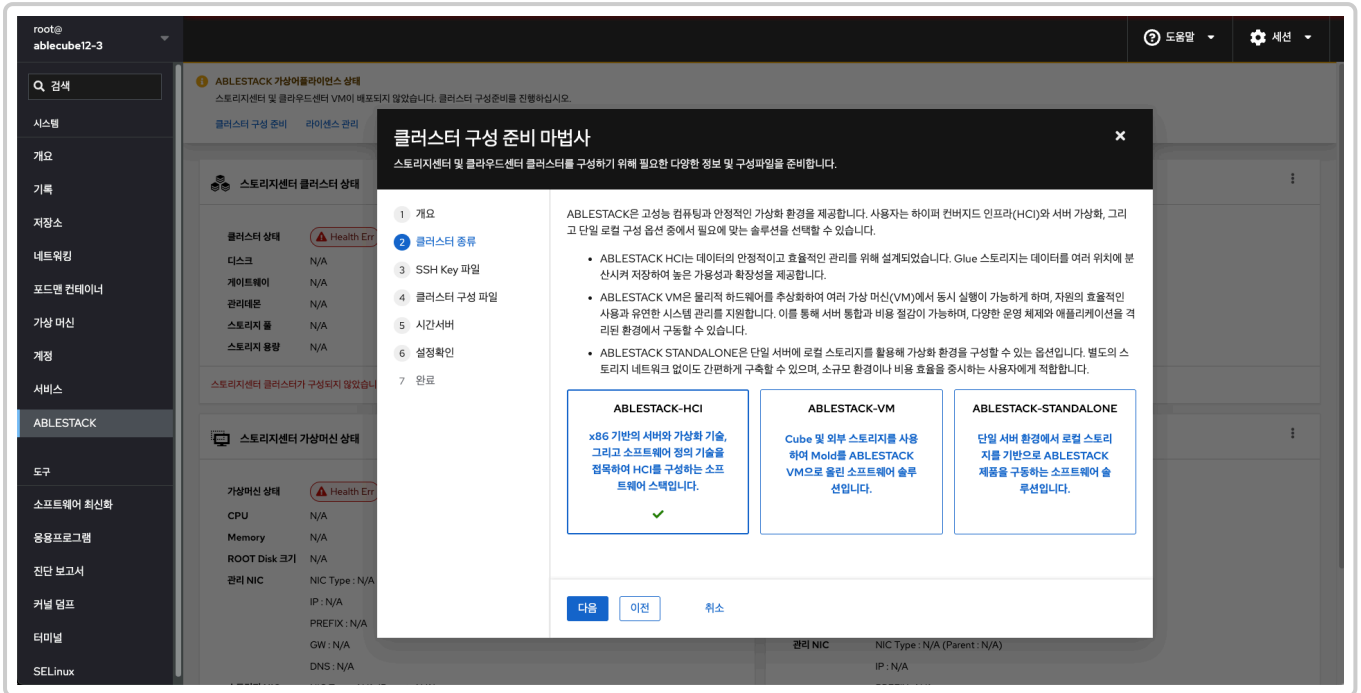 root@
ablecube12-3
도움말
세션
검색
시스템
개요
기록
저장소
네트워킹
포드맨 컨테이너
가상 머신
계정
서비스
ABLESTACK
도구
소프트웨어 최신화
응용프로그램
진단 보고서
커널 덤프
터미널
SELinux
ABLESTACK 가상어플라이언스 상태
스토리지센터 및 클라우드센터 VM이 배포되지 않았습니다. 클러스터 구성준비를 진행하십시오.
클러스터 구성 준비 라이센스 관리
스토리지센터 클러스터 상태
클러스터 상태 Health Err
디스크 N/A
게이트웨이 N/A
관리데몬 N/A
스토리지 풀 N/A
스토리지 용량 N/A
스토리지센터 클러스터가 구성되지 않았습니
스토리지센터 가상머신 상태
가상머신 상태 Health Err
CPU N/A
Memory N/A
ROOT Disk 크기 N/A
관리 NIC NIC Type : N/A
IP : N/A
PREFIX : N/A
GW : N/A
DNS : N/A
클러스터 구성 준비 마법사
스토리지센터 및 클라우드센터 클러스터를 구성하기 위해 필요한 다양한 정보 및 구성파일을 준비합니다.
1 개요
2 클러스터 종류
3 SSH Key 파일
4 클러스터 구성 파일
5 시간서버
6 설정확인
7 완료
ABLESTACK은 고성능 컴퓨팅과 안정적인 가상화 환경을 제공합니다. 사용자는 하이퍼 컨버지드 인프라(HCI)와 서버 가상화, 그리
고 단일 로컬 구성 옵션 중에서 필요에 맞는 솔루션을 선택할 수 있습니다.
• ABLESTACK HCI는 데이터의 안정적이고 효율적인 관리를 위해 설계되었습니다. Glue 스토리지는 데이터를 여러 위치에 분
산시켜 저장하여 높은 가용성과 확장성을 제공합니다.
• ABLESTACK VM은 물리적 하드웨어를 추상화하여 여러 가상 머신(VM)에서 동시 실행이 가능하게 하며, 자원의 효율적인
사용과 유연한 시스템 관리를 지원합니다. 이를 통해 서버 통합과 비용 절감이 가능하며, 다양한 운영 체제와 애플리케이션을 격
리된 환경에서 구동할 수 있습니다.
• ABLESTACK STANDALONE은 단일 서버에 로컬 스토리지를 활용해 가상화 환경을 구성할 수 있는 옵션입니다. 별도의 스
토리지 네트워크 없이도 간편하게 구축할 수 있으며, 소규모 환경이나 비용 효율을 중시하는 사용자에게 적합합니다.
ABLESTACK-HCI
x86 기반의 서버와 가상화 기술,
그리고 소프트웨어 정의 기술을
접목하여 HCI를 구성하는 소프
트웨어 스택입니다.
ABLESTACK-VM
Cube 및 외부 스토리지를 사용
하여 Mold를 ABLESTACK
VM으로 올린 소프트웨어 솔루
션입니다.
ABLESTACK-STANDALONE
단일 서버 환경에서 로컬 스토리
지를 기반으로 ABLESTACK
제품을 구동하는 소프트웨어 솔
루션입니다.
다음 이전 취소
관리 NIC NIC Type : N/A (Parent : N/A)
IP : N/A